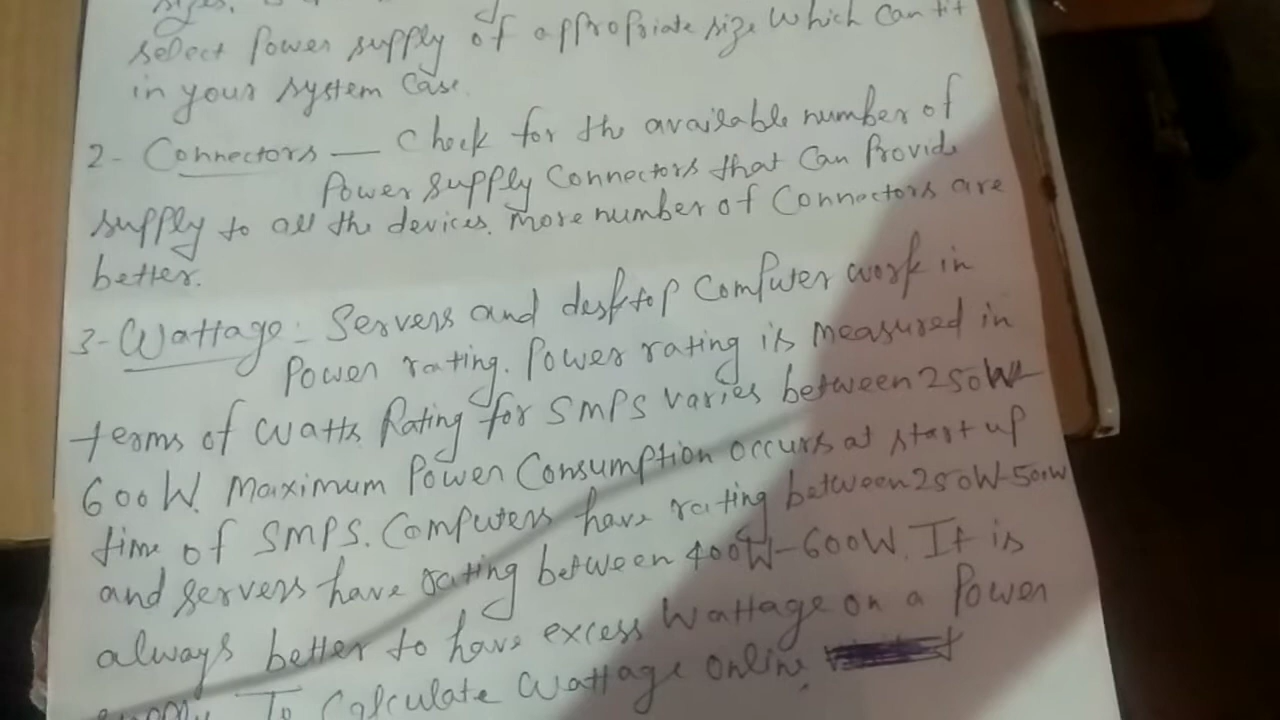 sizes.
select Power supply of appropriate size which can fit
in your system case.
2- Connectors — Check for the available number of
Power supply Connectors that can Provide
supply to all the devices. More number of Connectors are
better.
3- Wattage:- Servers and desktop Computer work in
Power rating. Power rating is measured in
terms of watts. Rating for SMPS varies between 250W-
600W. Maximum Power Consumption occurs at start up
time of SMPS. Computers have rating between 250W-500W
and servers have rating between 400W-600W. It is
always better to have excess wattage on a Power
supply. To Calculate wattage online